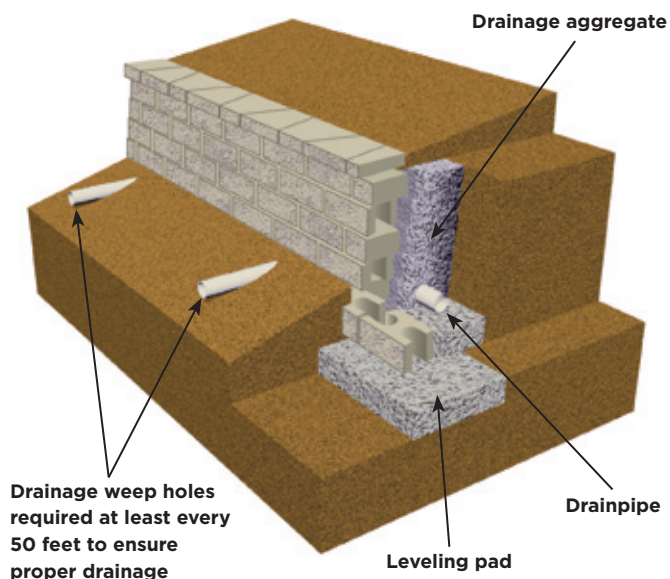 Drainage aggregate
Drainage weep holes
required at least every
50 feet to ensure
proper drainage
Leveling pad
Drainpipe